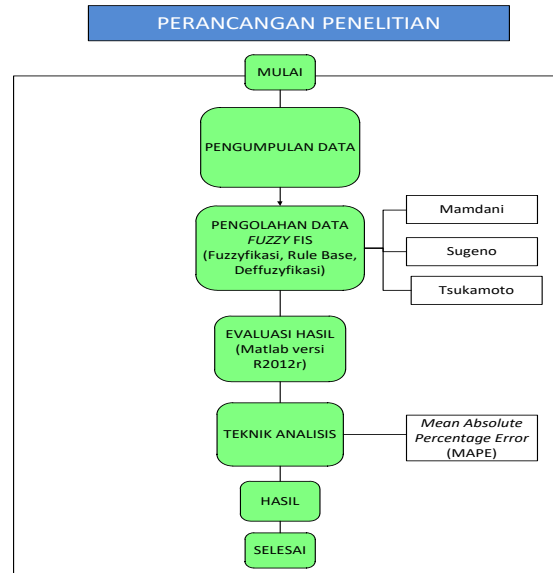 PERANCANGAN PENELITIAN
MULAI
PENGUMPULAN DATA
PENGOLAHAN DATA
FUZZY FIS
(Fuzzyfikasi, Rule Base,
Deffuzyfikasi)
Mamdani
Sugeno
Tsukamoto
EVALUASI HASIL
(Matlab versi
R2012r)
TEKNIK ANALISIS
Mean Absolute
Percentage Error
(MAPE)
HASIL
SELESAI